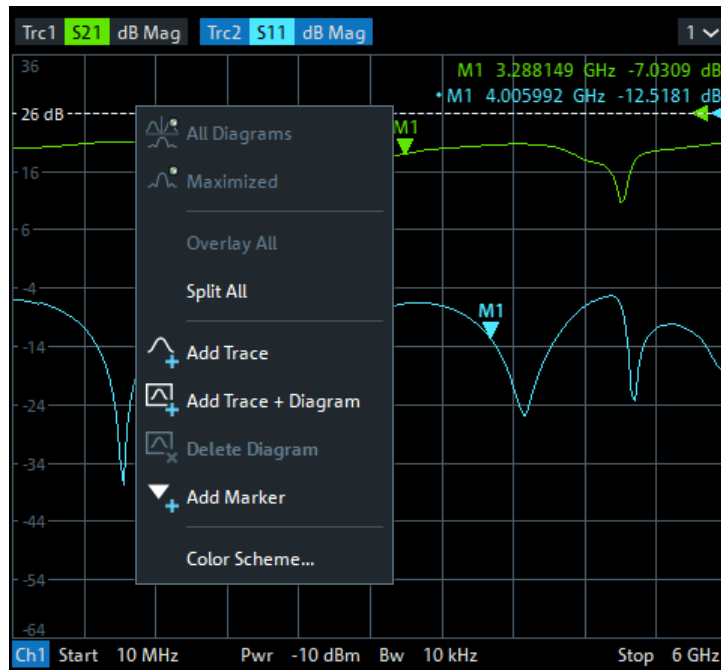 Trc1 S21 dB Mag Trc2 S11 dB Mag 1
36
M1 3.288149 GHz -7.0309 dB
•M1 4.005992 GHz -12.5181 dB
26 dB
M1
All Diagrams
16
Maximized
6
Overlay All
-4
Split All
M1
-14
Add Trace
Add Trace + Diagram
-24
Delete Diagram
-34
Add Marker
-44
Color Scheme...
-54
-64
Ch1 Start 10 MHz Pwr -10 dBm Bw 10 kHz Stop 6 GHz